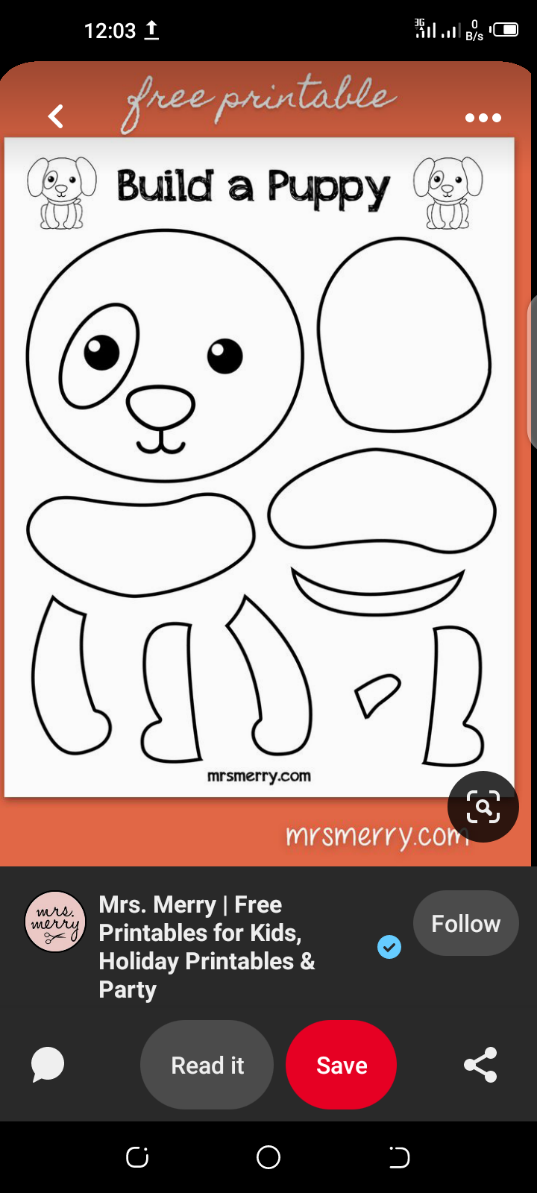 12:03
3G
0
B/s
free printable
Build a Puppy
mrsmerry.com
mrsmerry.com
mrs.
merry
Mrs. Merry | Free
Printables for Kids,
Holiday Printables &
Party
Follow
Read it
Save